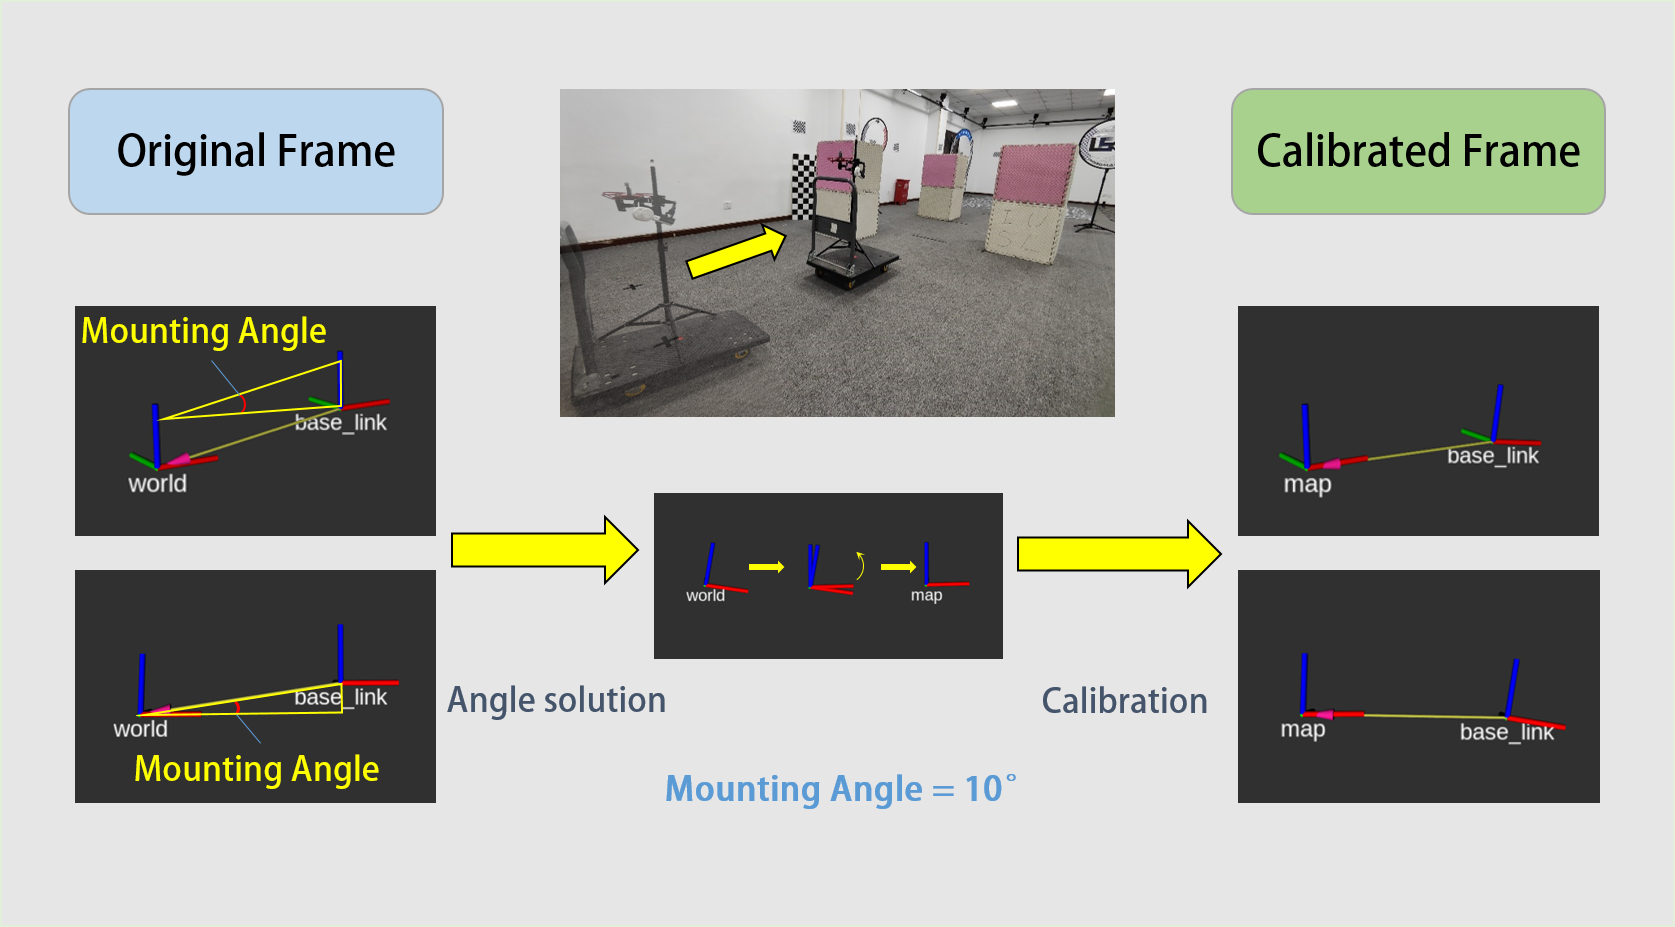 Original Frame
Calibrated Frame
Mounting Angle
base_link
world
base_link
world
Mounting Angle
Angle solution
world
map
Calibration
Mounting Angle = 10°
base_link
map
map
base_link